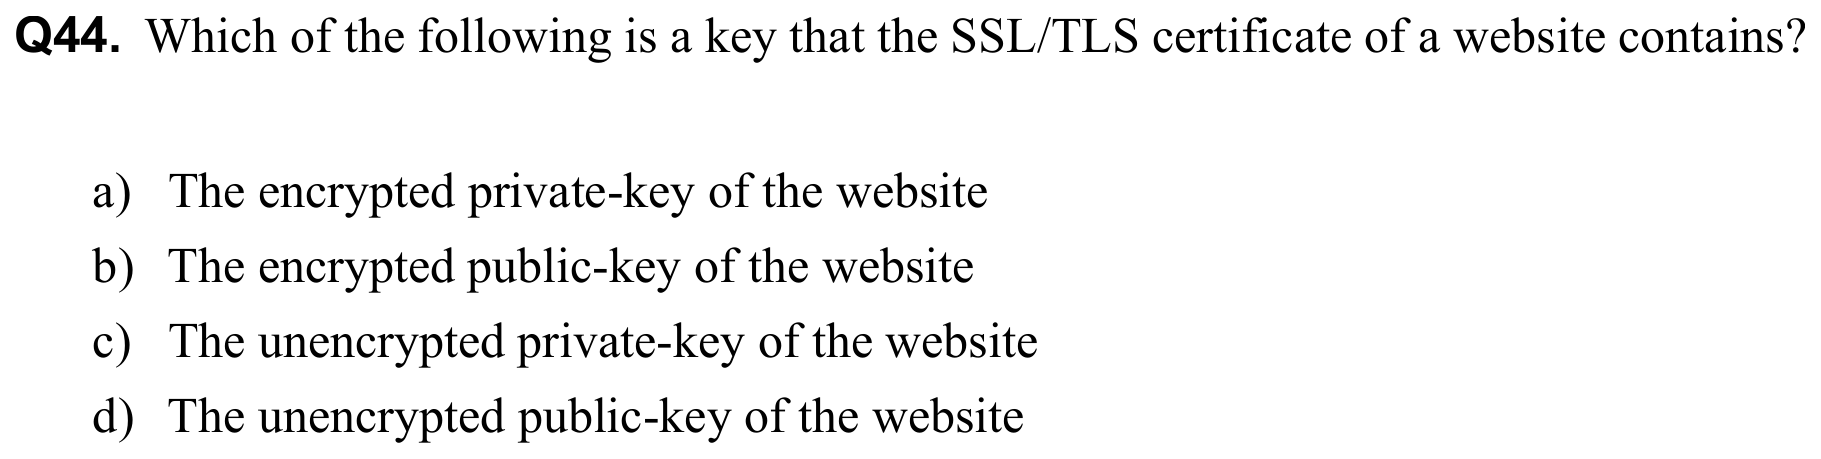 Q44. Which of the following is a key that the SSL/TLS certificate of a website contains?
a) The encrypted private-key of the website
b) The encrypted public-key of the website
c) The unencrypted private-key of the website
d) The unencrypted public-key of the website